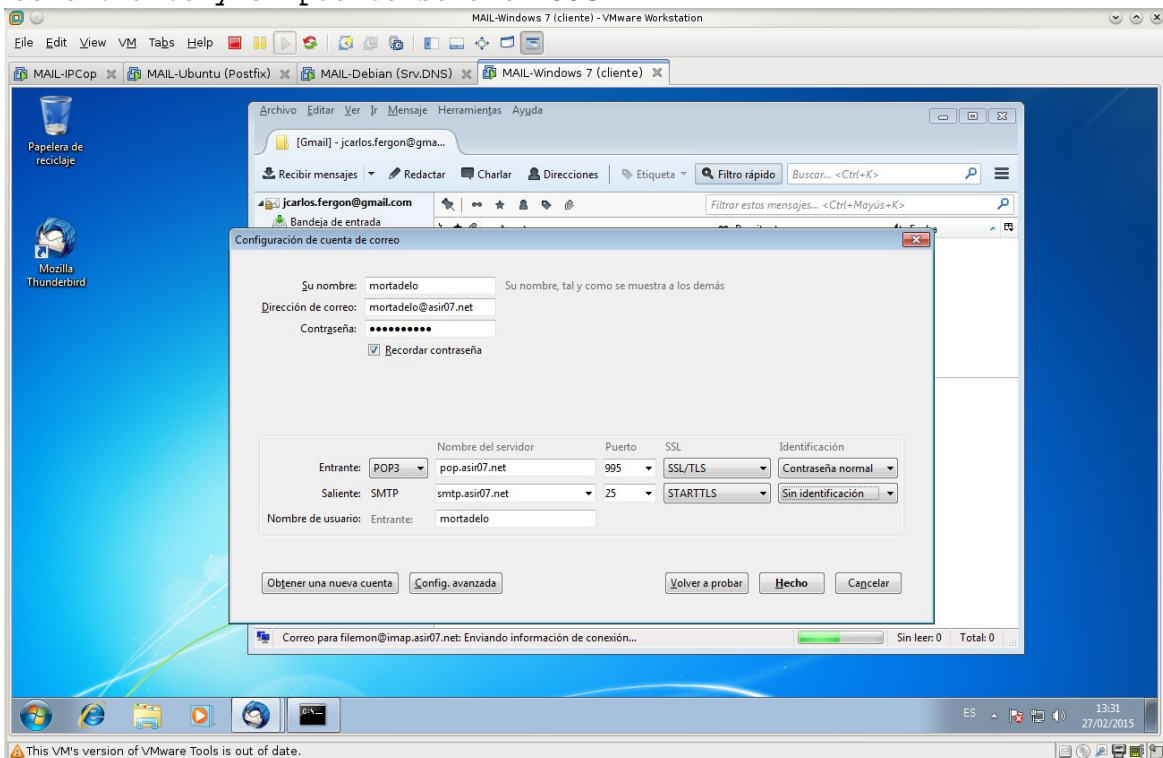 MAIL-Windows 7 (cliente) - VMware Workstation
File Edit View VM Tabs Help
MAIL-IPCop MAIL-Ubuntu (Postfix) MAIL-Debian (Srv.DNS) MAIL-Windows 7 (cliente)
Papelera de
reciclaje
Mozilla
Thunderbird
Archivo Editar Ver Ir Mensaje Herramientas Ayuda
[Gmail] - jcarlos.fergon@gma...
Recibir mensajes Redactar Charlar Direcciones Etiqueta Filtro rápido Buscar... <Ctrl+K>
jcarlos.fergon@gmail.com Filtrar estos mensajes... <Ctrl+Mayús+K>
Bandeja de entrada
Configuración de cuenta de correo
Su nombre: mortadelo Su nombre, tal y como se muestra a los demás
Dirección de correo: mortadelo@asir07.net
Contraseña: ●●●●●●●●●●
Recordar contraseña
Nombre del servidor Puerto SSL Identificación
Entrante: POP3 pop.asir07.net 995 SSL/TLS Contraseña normal
Saliente: SMTP smtp.asir07.net 25 STARTTLS Sin identificación
Nombre de usuario: Entrante: mortadelo
Obtener una nueva cuenta Config. avanzada Volver a probar Hecho Cancelar
Correo para filemon@imap.asir07.net: Enviando información de conexión... Sin leer: 0 Total: 0
ES 13:31
27/02/2015
This VM's version of VMware Tools is out of date.